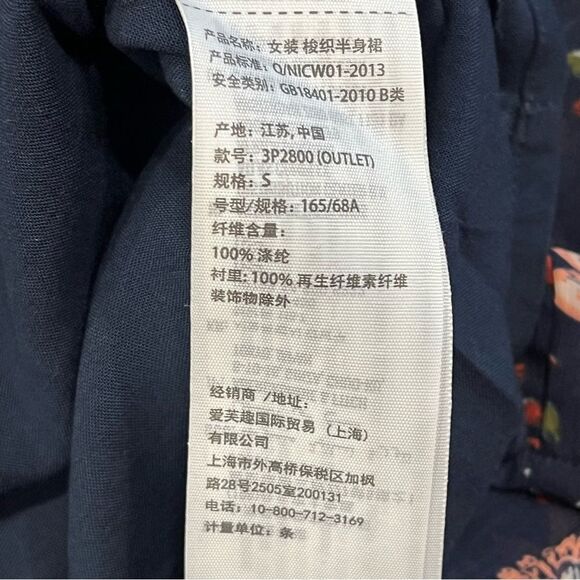 产品名称：女装 梭织半身裙
产品标准：Q/NICW01-2013
安全类别：GB18401-2010 B类
产地：江苏,中国
款号：3P2800 (OUTLET)
规格：S
号型/规格：165/68A
纤维含量：
100% 涤纶
衬里：100% 再生纤维素纤维
装饰物除外
经销商 /地址：
爱芙趣国际贸易（上海）
有限公司
上海市外高桥保税区加枫
路28号2505室200131
电话：10-800-712-3169
计量单位：条